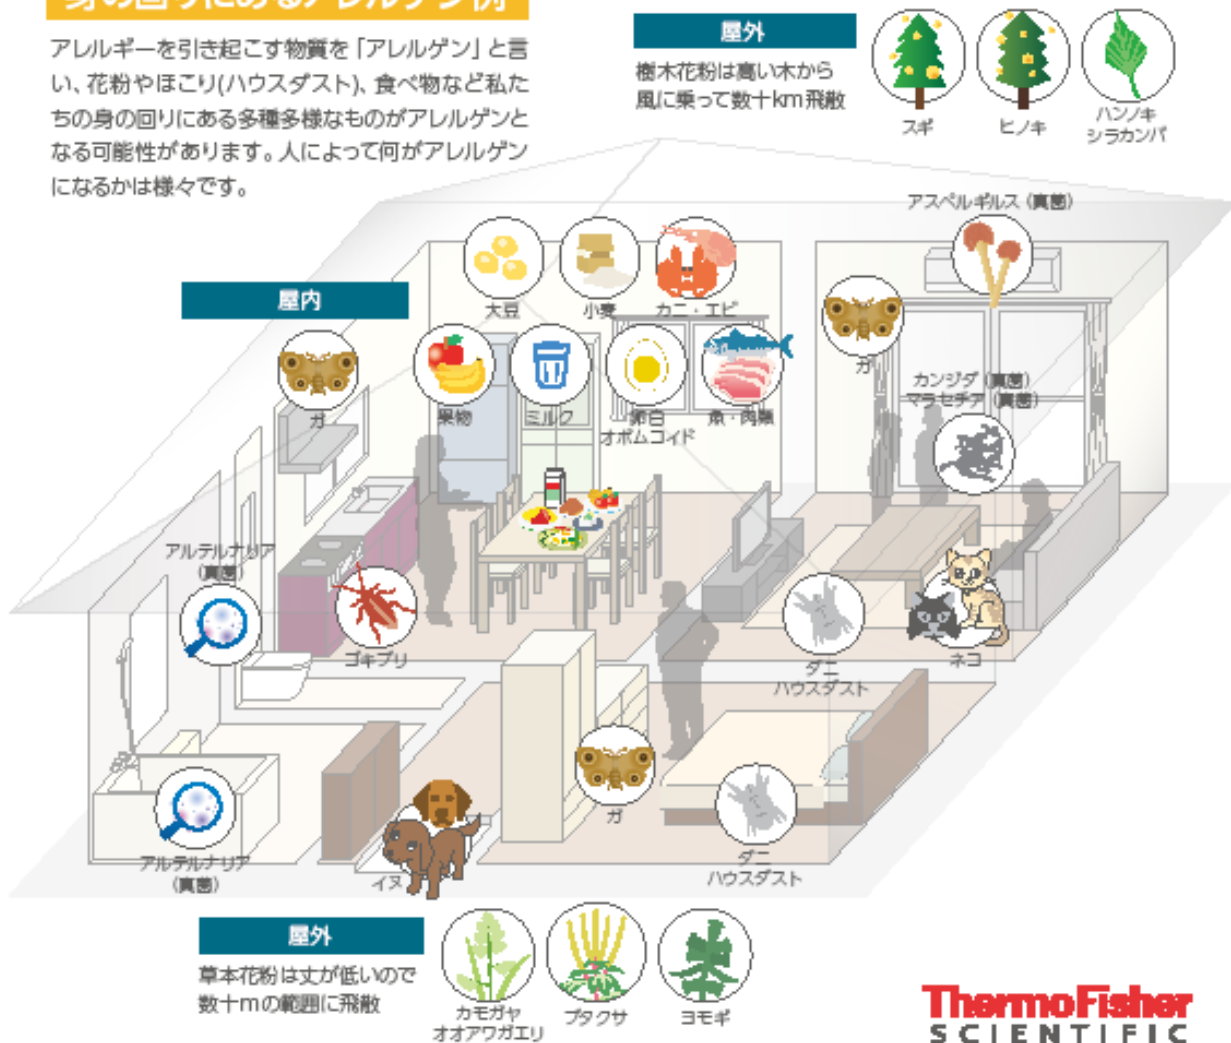 身の回りにあるアレルゲン例
アレルギーを引き起こす物質を「アレルゲン」と言
い、花粉やほこり(ハウスダスト)、食べ物など私た
ちの身の回りにある多種多様なものがアレルゲンと
なる可能性があります。人によって何がアレルゲン
になるかは様々です。
屋外
樹木花粉は高い木から
風に乗って数十km飛散
スギ
ヒノキ
ハンノキ
シラカンバ
アスペルギルス(真菌)
屋内
大豆
小麦
カニ・エビ
ガ
ガ
果物
ミルク
卵白
オボムコイド
魚・肉類
カンジダ(真菌)
マラセチア(真菌)
アルテルナリア
(真菌)
ゴキブリ
ダニ
ハウスダスト
ネコ
アルテルナリア
(真菌)
イヌ
ガ
ダニ
ハウスダスト
屋外
草本花粉は丈が低いので
数十mの範囲に飛散
カモガヤ
オオアワガエリ
ブタクサ
ヨモギ
ThermoFisher
SCIENTIFIC